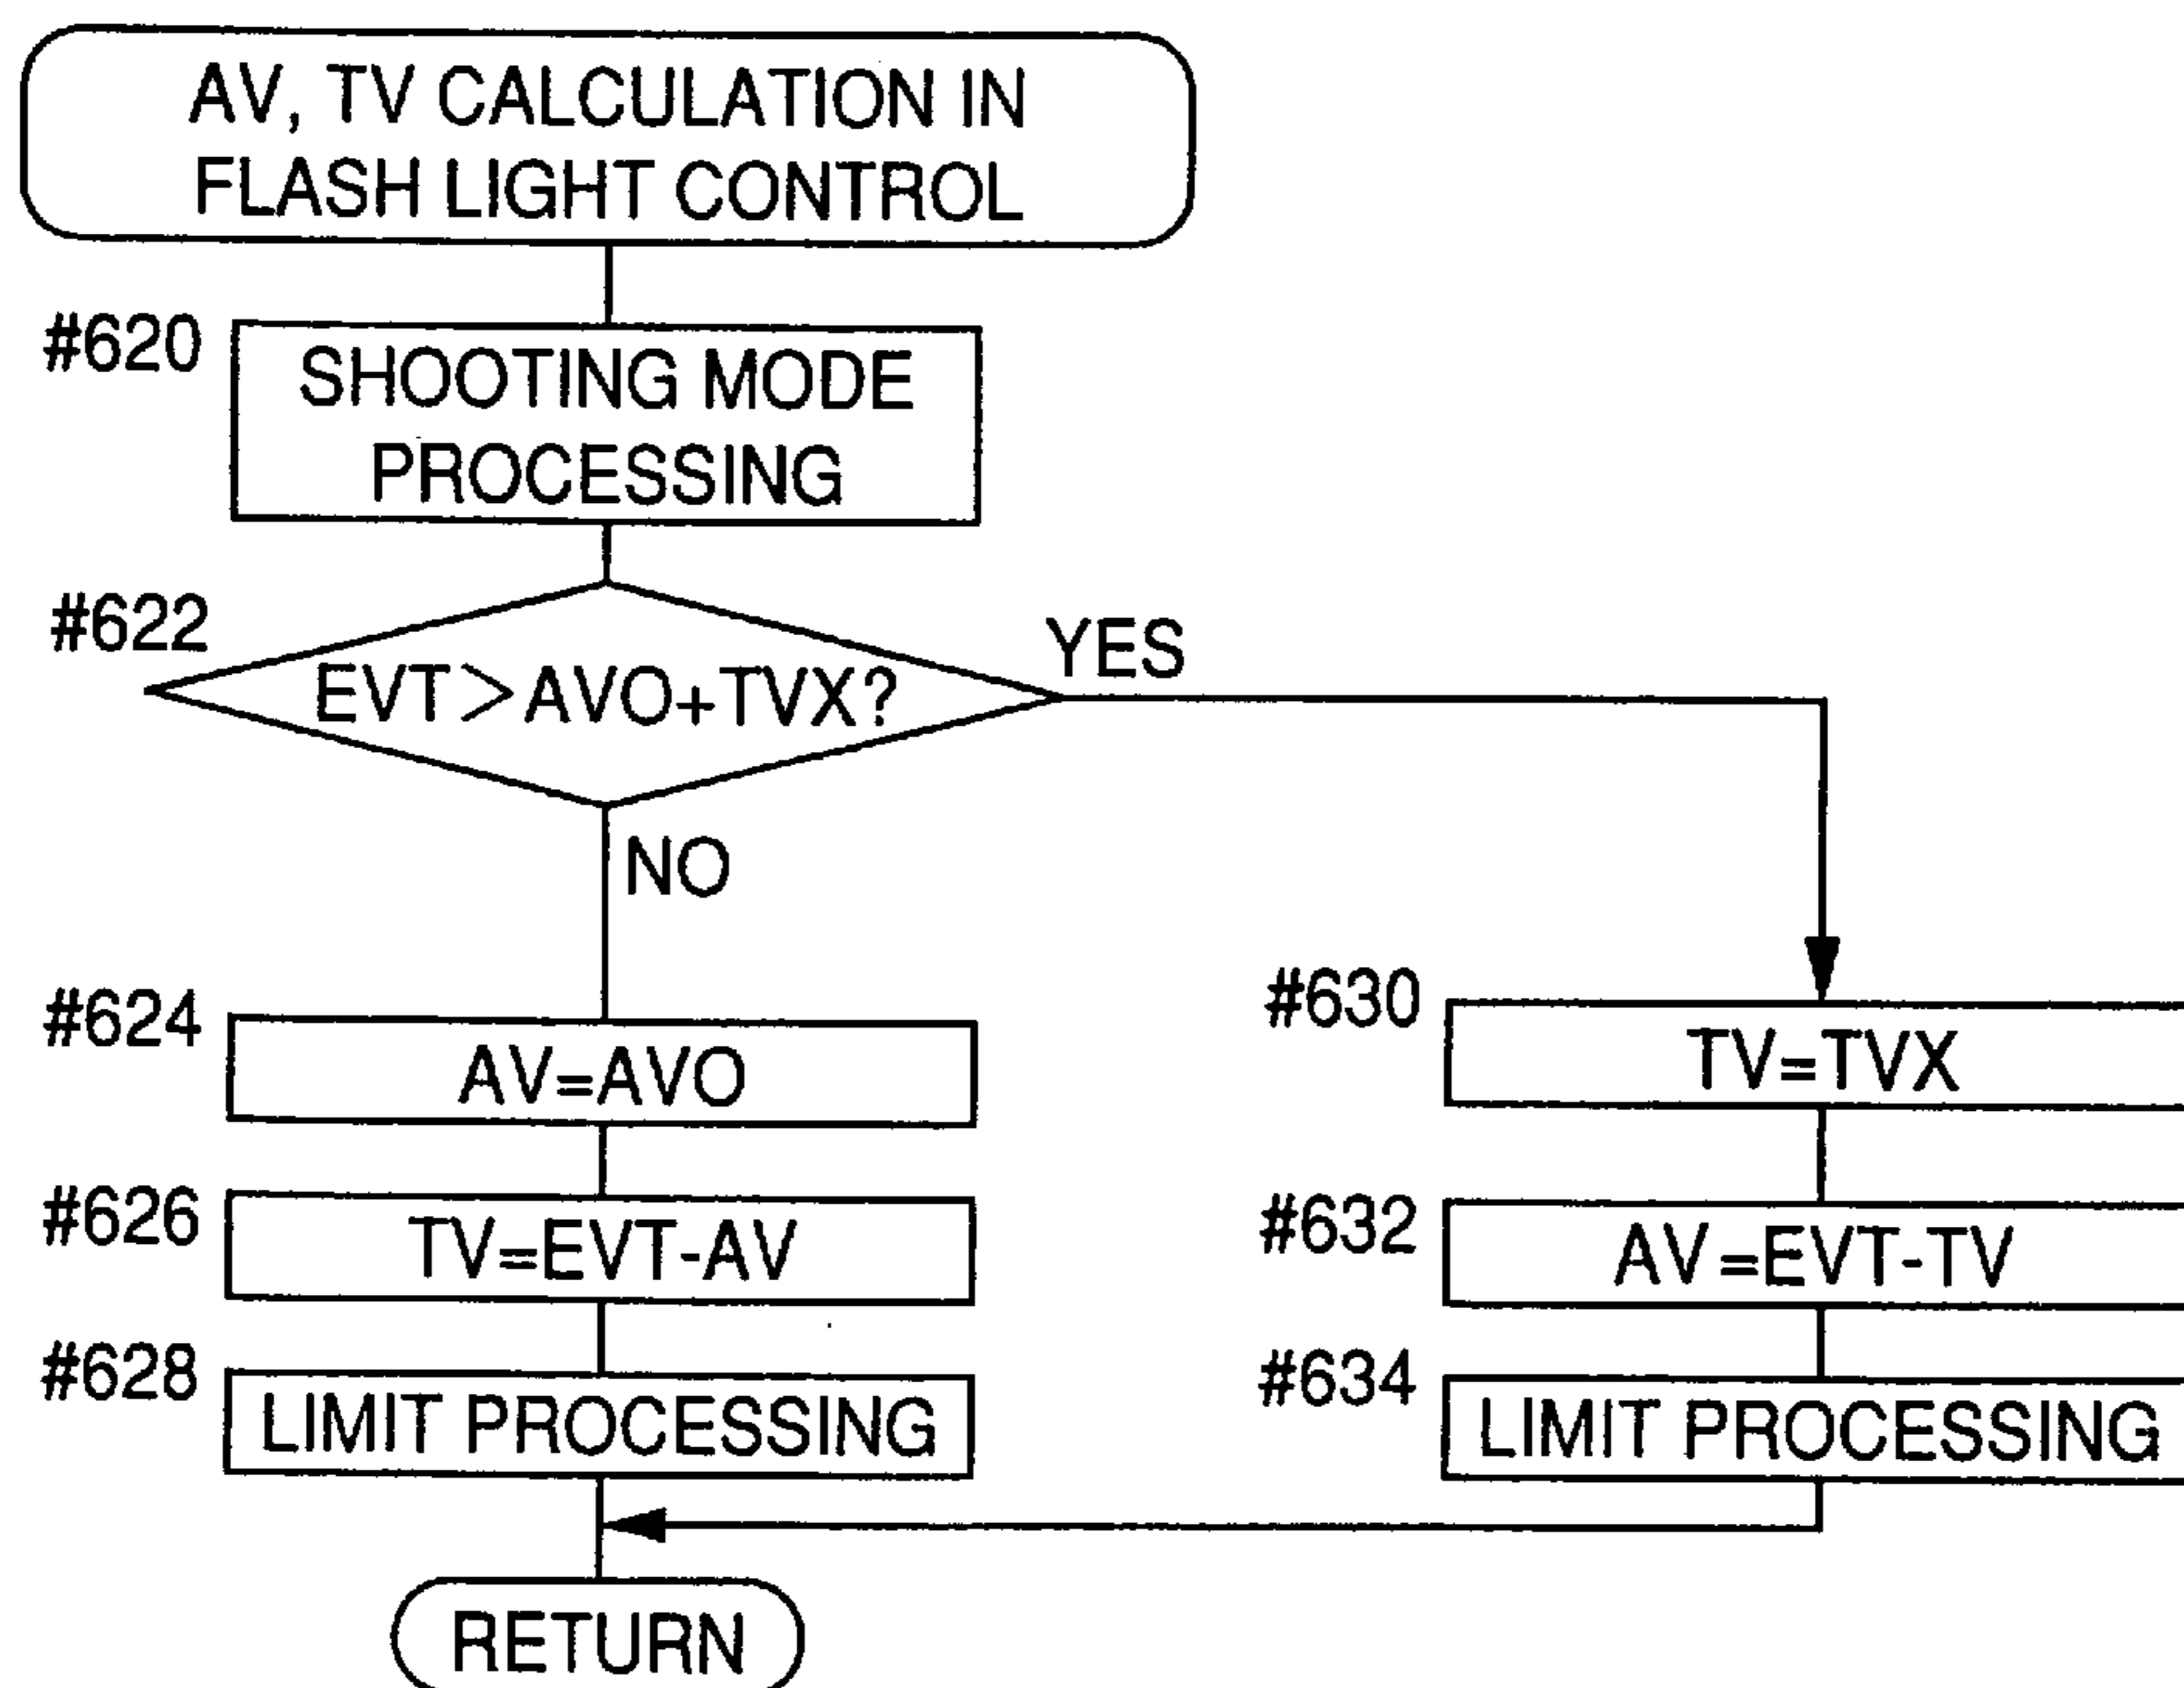 AV, TV CALCULATION IN
FLASH LIGHT CONTROL
#620
SHOOTING MODE
PROCESSING
#622
EVT>AVO+TVX?
YES
NO
#624
AV=AVO
#626
TV=EVT-AV
#628
LIMIT PROCESSING
#630
TV=TVX
#632
AV=EVT-TV
#634
LIMIT PROCESSING
RETURN